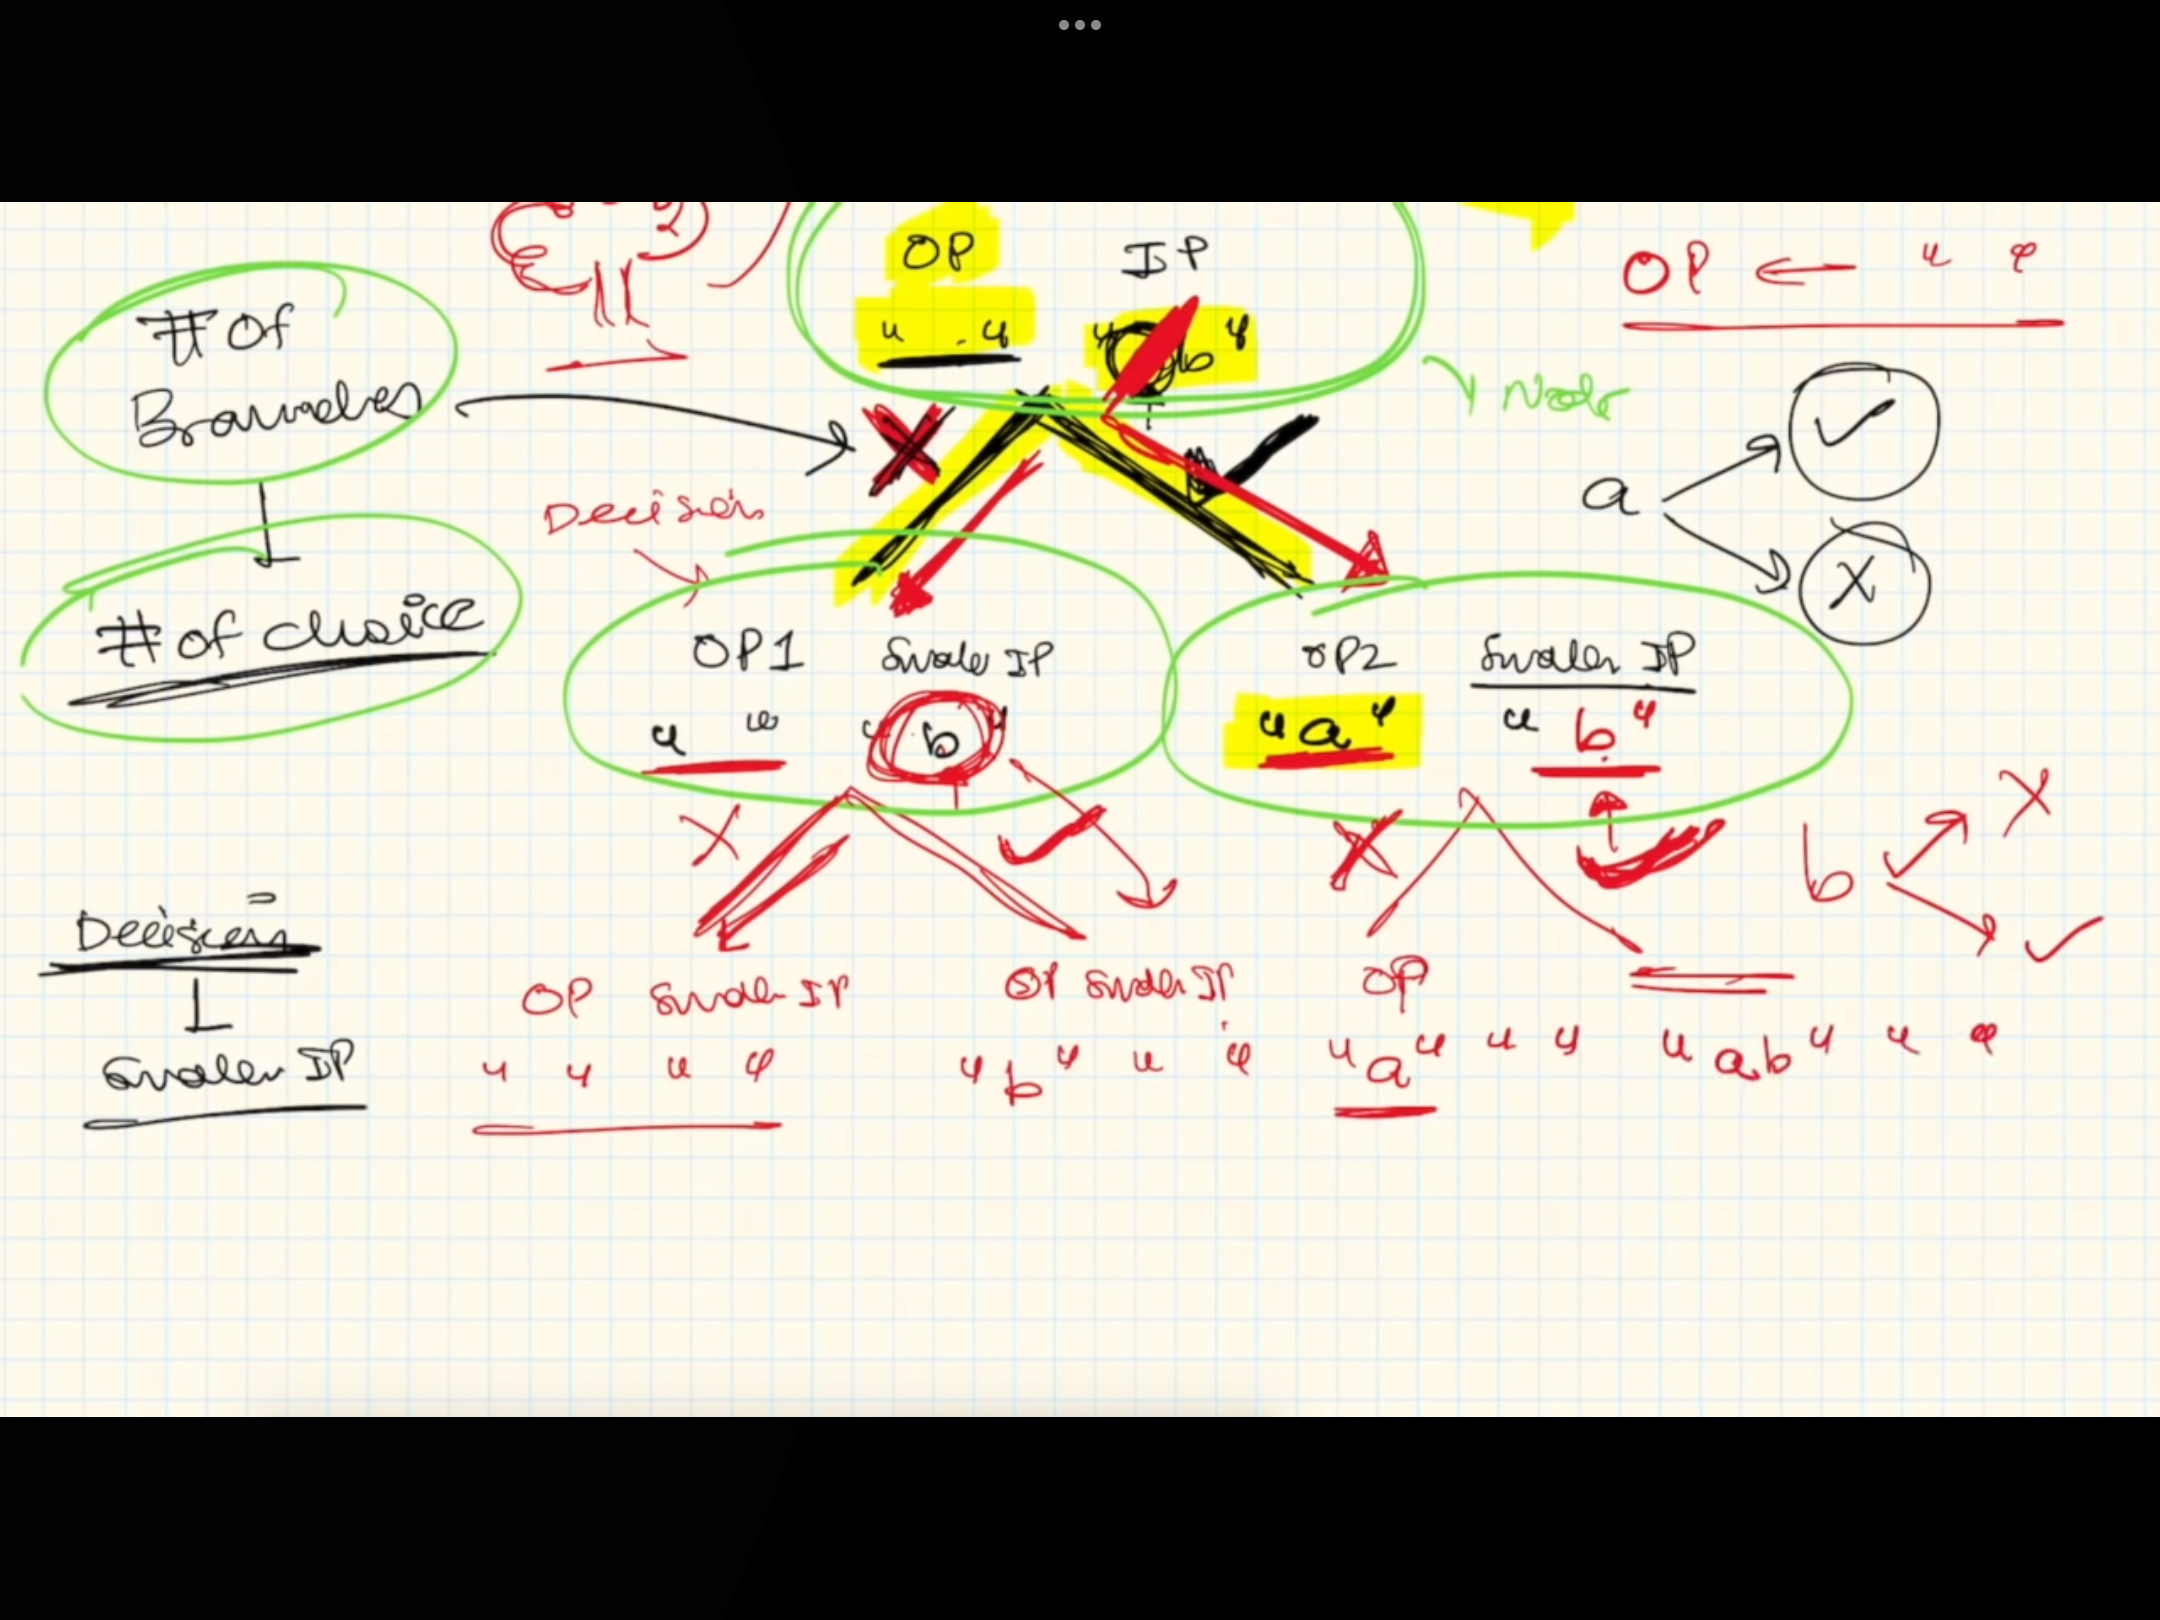 OP IP
" " " b "
OP ← " "
# of
Branches
Node
a
Decision
# of choice
OP1 Smaller IP
" " " b "
OP2 Smaller IP
" a " " b "
b
Decision
Smaller IP
OP Smaller IP
" " " "
OP Smaller IP
" b " " "
OP
" a " " "
" ab " " "